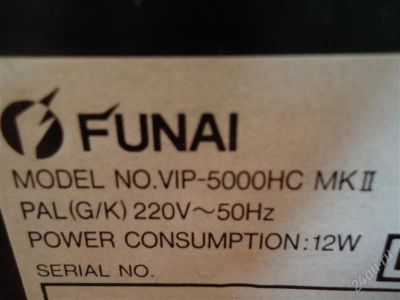 FUNAI
MODEL NO.VIP-5000HC MKII
PAL(G/K) 220V~50Hz
POWER CONSUMPTION:12W
SERIAL NO.